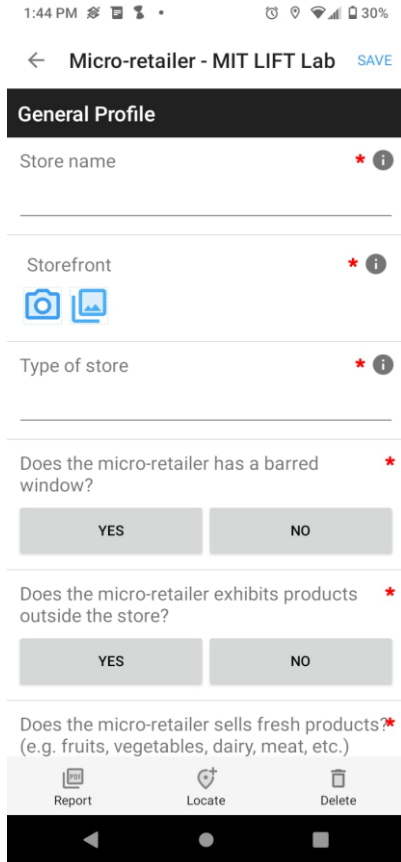 1:44 PM 30%
Micro-retailer - MIT LIFT Lab SAVE
General Profile
Store name *
Storefront *
Type of store *
Does the micro-retailer has a barred *
window?
YES NO
Does the micro-retailer exhibits products *
outside the store?
YES NO
Does the micro-retailer sells fresh products?*
(e.g. fruits, vegetables, dairy, meat, etc.)
PDF
Report Locate Delete